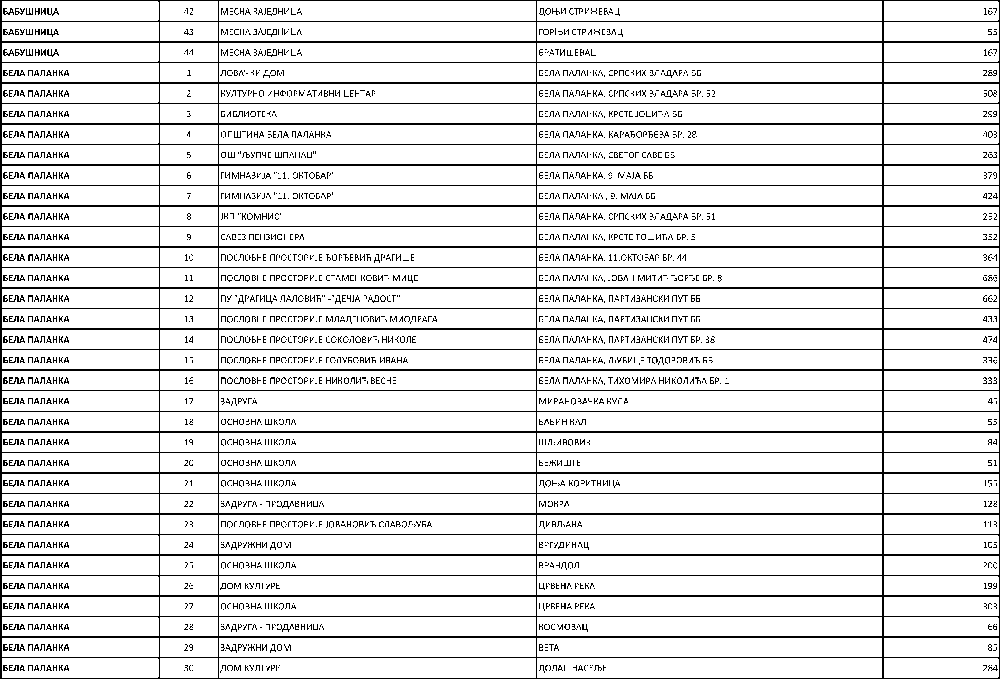 БАБУШНИЦА 42 МЕСНА ЗАЈЕДНИЦА ДОЊИ СТРИЖЕВАЦ 167
БАБУШНИЦА 43 МЕСНА ЗАЈЕДНИЦА ГОРЊИ СТРИЖЕВАЦ 55
БАБУШНИЦА 44 МЕСНА ЗАЈЕДНИЦА БРАТИШЕВАЦ 167
БЕЛА ПАЛАНКА 1 ЛОВАЧКИ ДОМ БЕЛА ПАЛАНКА, СРПСКИХ ВЛАДАРА ББ 289
БЕЛА ПАЛАНКА 2 КУЛТУРНО ИНФОРМАТИВНИ ЦЕНТАР БЕЛА ПАЛАНКА, СРПСКИХ ВЛАДАРА БР. 52 508
БЕЛА ПАЛАНКА 3 БИБЛИОТЕКА БЕЛА ПАЛАНКА, КРСТЕ ЈОЦИЋА ББ 299
БЕЛА ПАЛАНКА 4 ОПШТИНА БЕЛА ПАЛАНКА БЕЛА ПАЛАНКА, КАРАЂОРЂЕВА БР. 28 403
БЕЛА ПАЛАНКА 5 ОШ "ЉУПЧЕ ШПАНАЦ" БЕЛА ПАЛАНКА, СВЕТОГ САВЕ ББ 263
БЕЛА ПАЛАНКА 6 ГИМНАЗИЈА "11. ОКТОБАР" БЕЛА ПАЛАНКА, 9. МАЈА ББ 379
БЕЛА ПАЛАНКА 7 ГИМНАЗИЈА "11. ОКТОБАР" БЕЛА ПАЛАНКА , 9. МАЈА ББ 424
БЕЛА ПАЛАНКА 8 ЈКП "КОМНИС" БЕЛА ПАЛАНКА, СРПСКИХ ВЛАДАРА БР. 51 252
БЕЛА ПАЛАНКА 9 САВЕЗ ПЕНЗИОНЕРА БЕЛА ПАЛАНКА, КРСТЕ ТОШИЋА БР. 5 352
БЕЛА ПАЛАНКА 10 ПОСЛОВНЕ ПРОСТОРИЈЕ ЂОРЂЕВИЋ ДРАГИШЕ БЕЛА ПАЛАНКА, 11.ОКТОБАР БР. 44 364
БЕЛА ПАЛАНКА 11 ПОСЛОВНЕ ПРОСТОРИЈЕ СТАМЕНКОВИЋ МИЦЕ БЕЛА ПАЛАНКА, ЈОВАН МИТИЋ ЂОРЂЕ БР. 8 686
БЕЛА ПАЛАНКА 12 ПУ "ДРАГИЦА ЛАЛОВИЋ" -"ДЕЧЈА РАДОСТ" БЕЛА ПАЛАНКА, ПАРТИЗАНСКИ ПУТ ББ 662
БЕЛА ПАЛАНКА 13 ПОСЛОВНЕ ПРОСТОРИЈЕ МЛАДЕНОВИЋ МИОДРАГА БЕЛА ПАЛАНКА, ПАРТИЗАНСКИ ПУТ ББ 433
БЕЛА ПАЛАНКА 14 ПОСЛОВНЕ ПРОСТОРИЈЕ СОКОЛОВИЋ НИКОЛЕ БЕЛА ПАЛАНКА, ПАРТИЗАНСКИ ПУТ БР. 38 474
БЕЛА ПАЛАНКА 15 ПОСЛОВНЕ ПРОСТОРИЈЕ ГОЛУБОВИЋ ИВАНА БЕЛА ПАЛАНКА, ЉУБИЦЕ ТОДОРОВИЋ ББ 336
БЕЛА ПАЛАНКА 16 ПОСЛОВНЕ ПРОСТОРИЈЕ НИКОЛИЋ ВЕСНЕ БЕЛА ПАЛАНКА, ТИХОМИРА НИКОЛИЋА БР. 1 333
БЕЛА ПАЛАНКА 17 ЗАДРУГА МИРАНОВАЧКА КУЛА 45
БЕЛА ПАЛАНКА 18 ОСНОВНА ШКОЛА БАБИН КАЛ 55
БЕЛА ПАЛАНКА 19 ОСНОВНА ШКОЛА ШЉИВОВИК 84
БЕЛА ПАЛАНКА 20 ОСНОВНА ШКОЛА БЕЖИШТЕ 51
БЕЛА ПАЛАНКА 21 ОСНОВНА ШКОЛА ДОЊА КОРИТНИЦА 155
БЕЛА ПАЛАНКА 22 ЗАДРУГА - ПРОДАВНИЦА МОКРА 128
БЕЛА ПАЛАНКА 23 ПОСЛОВНЕ ПРОСТОРИЈЕ ЈОВАНОВИЋ СЛАВОЉУБА ДИВЉАНА 113
БЕЛА ПАЛАНКА 24 ЗАДРУЖНИ ДОМ ВРГУДИНАЦ 105
БЕЛА ПАЛАНКА 25 ОСНОВНА ШКОЛА ВРАНДОЛ 200
БЕЛА ПАЛАНКА 26 ДОМ КУЛТУРЕ ЦРВЕНА РЕКА 199
БЕЛА ПАЛАНКА 27 ОСНОВНА ШКОЛА ЦРВЕНА РЕКА 303
БЕЛА ПАЛАНКА 28 ЗАДРУГА - ПРОДАВНИЦА КОСМОВАЦ 66
БЕЛА ПАЛАНКА 29 ЗАДРУЖНИ ДОМ ВЕТА 85
БЕЛА ПАЛАНКА 30 ДОМ КУЛТУРЕ ДОЛАЦ НАСЕЉЕ 284